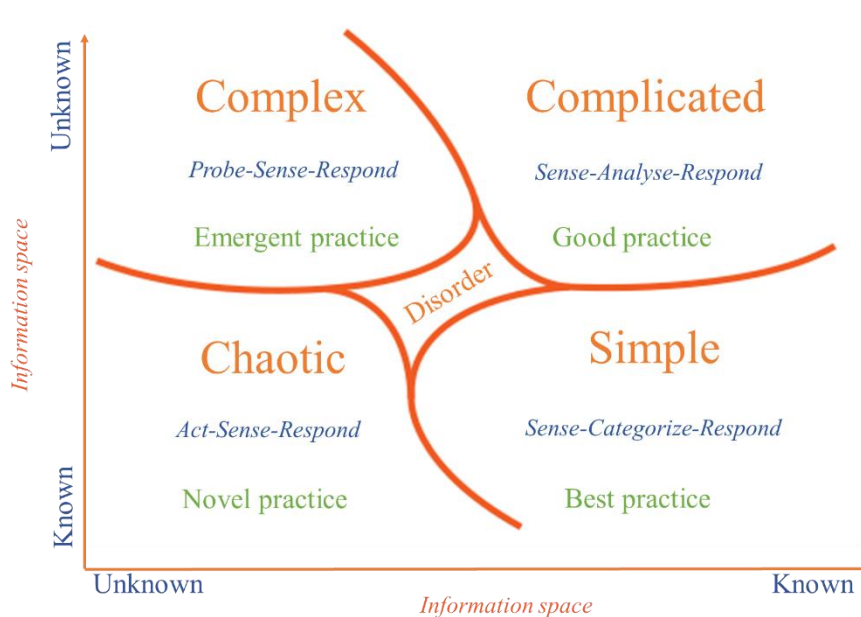 Unknown
Complex
Complicated
Probe-Sense-Respond
Sense-Analyse-Respond
Emergent practice
Good practice
Information space
Disorder
Chaotic
Simple
Act-Sense-Respond
Sense-Categorize-Respond
Novel practice
Best practice
Known
Unknown
Known
Information space